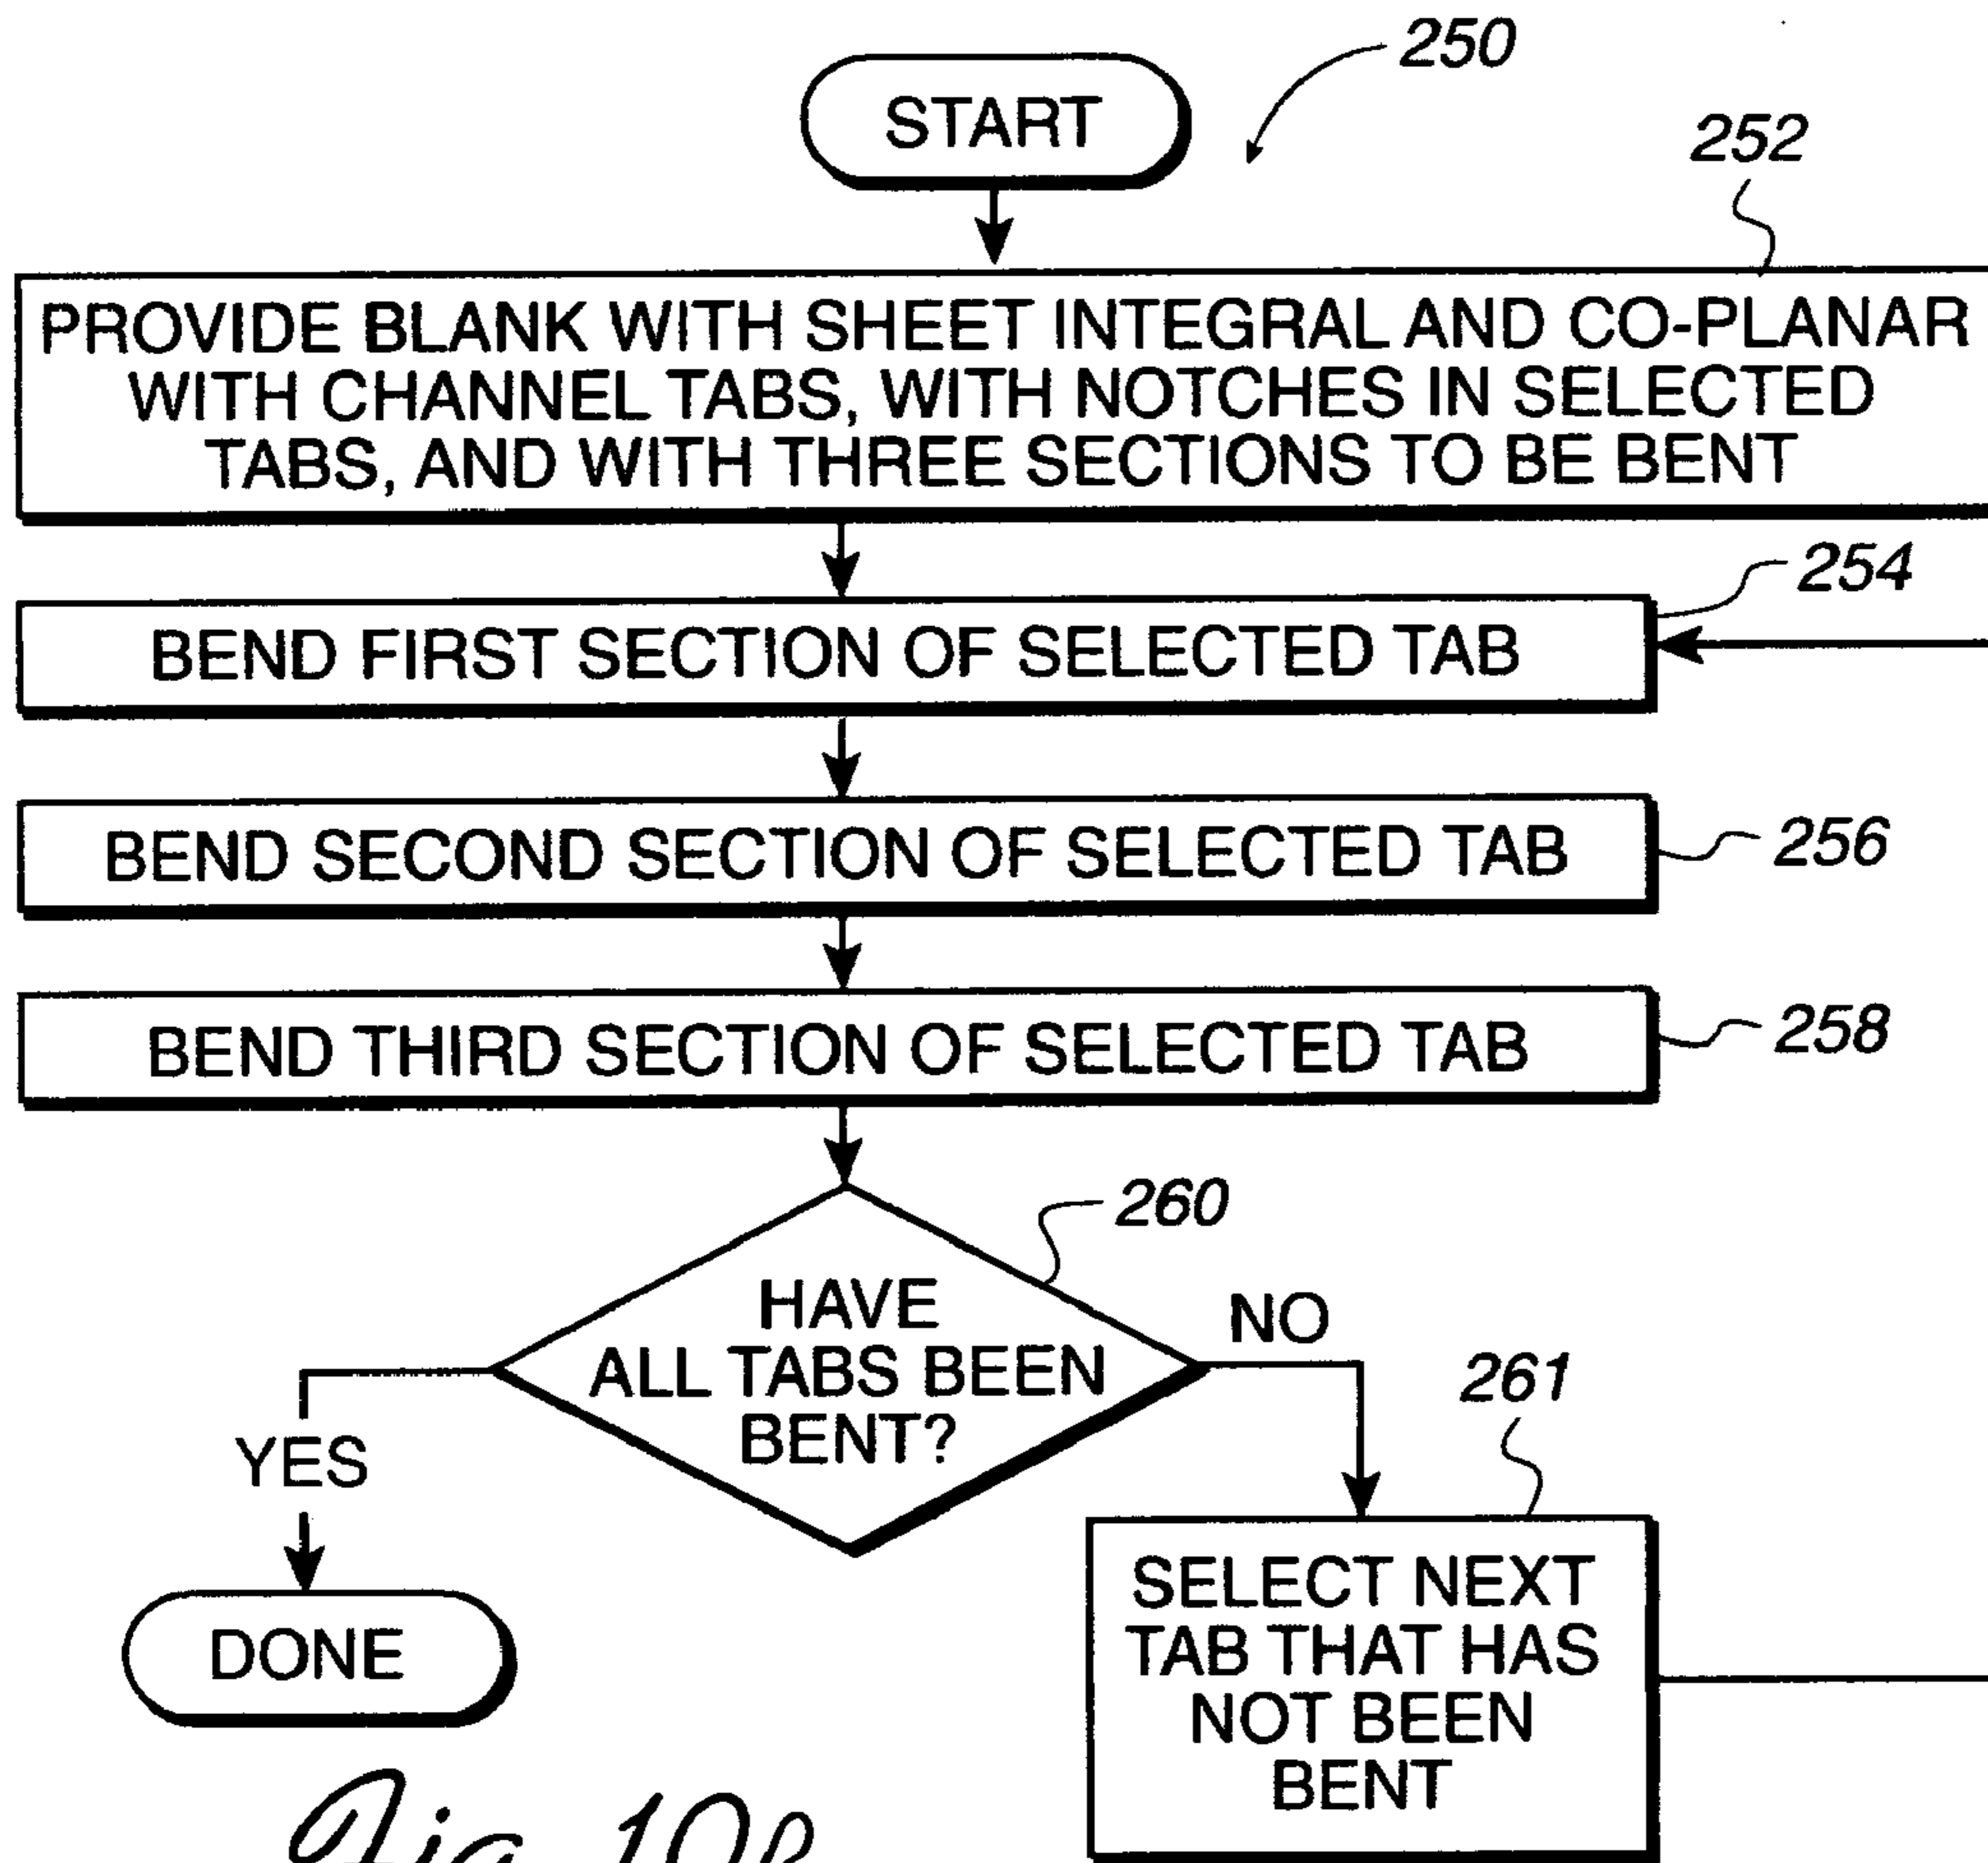 START
250
252
PROVIDE BLANK WITH SHEET INTEGRAL AND CO-PLANAR
WITH CHANNEL TABS, WITH NOTCHES IN SELECTED
TABS, AND WITH THREE SECTIONS TO BE BENT
254
BEND FIRST SECTION OF SELECTED TAB
BEND SECOND SECTION OF SELECTED TAB
256
BEND THIRD SECTION OF SELECTED TAB
258
260
HAVE
ALL TABS BEEN
BENT?
NO
YES
261
DONE
SELECT NEXT
TAB THAT HAS
NOT BEEN
BENT
Fig. 10